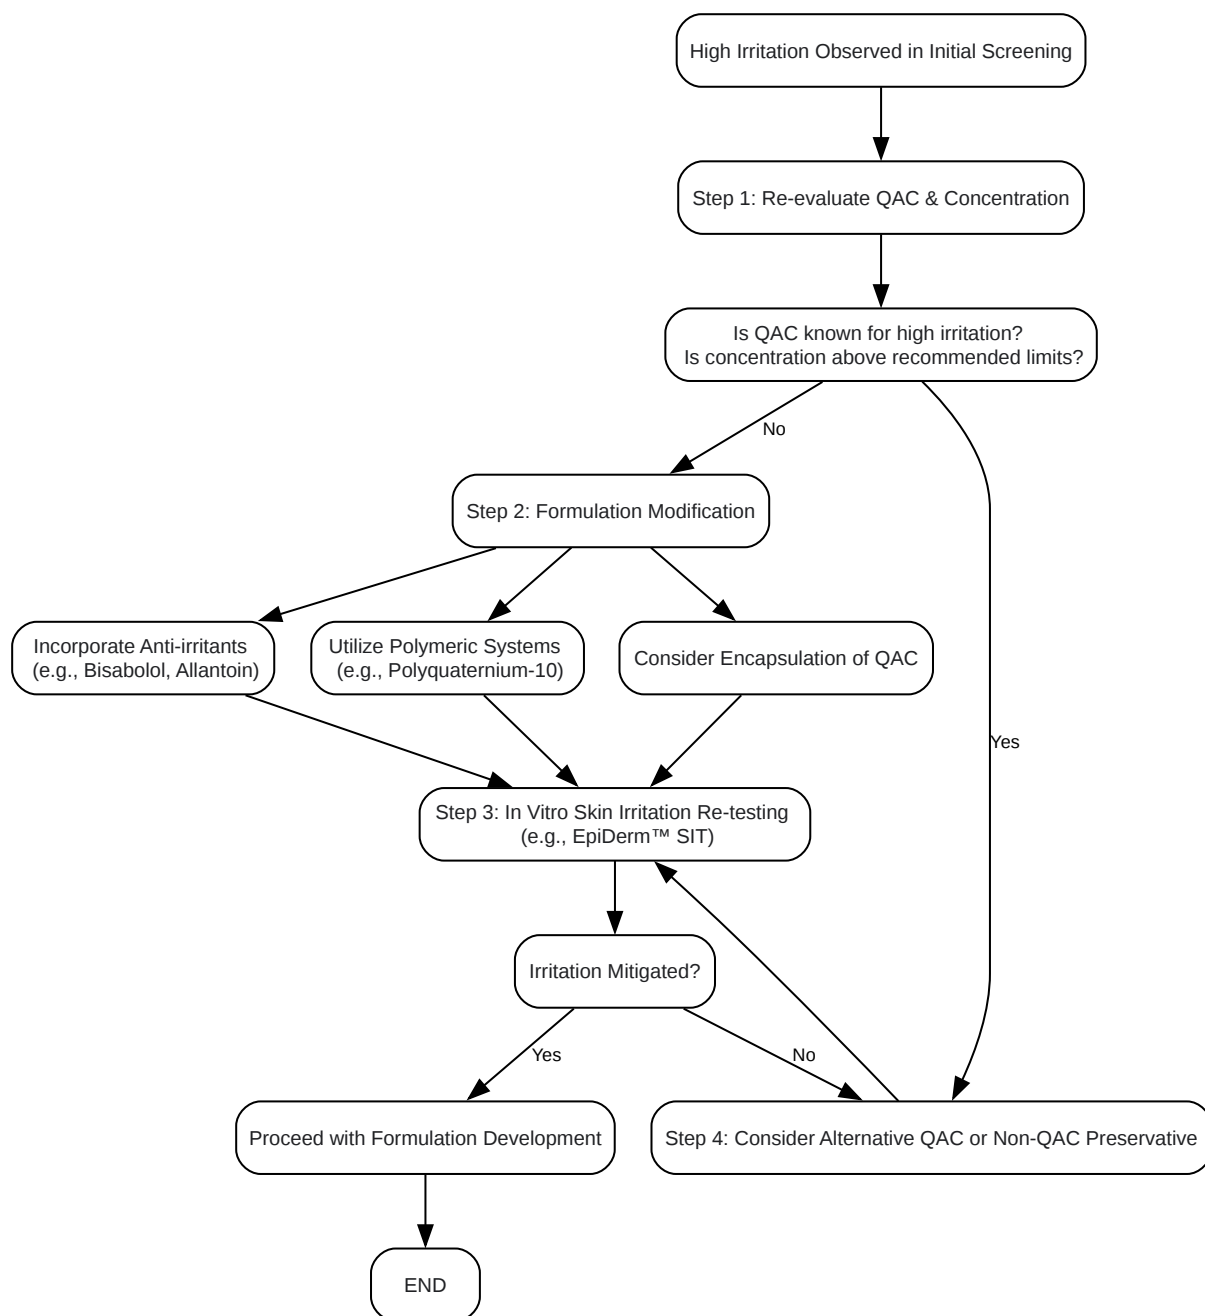 High Irritation Observed in Initial Screening
Step 1: Re-evaluate QAC & Concentration
Is QAC known for high irritation?
Is concentration above recommended limits?
No
Step 2: Formulation Modification
Incorporate Anti-irritants
(e.g., Bisabolol, Allantoin)
Utilize Polymeric Systems
(e.g., Polyquaternium-10)
Consider Encapsulation of QAC
Yes
Step 3: In Vitro Skin Irritation Re-testing
(e.g., EpiDerm™ SIT)
Irritation Mitigated?
Yes
No
Proceed with Formulation Development
Step 4: Consider Alternative QAC or Non-QAC Preservative
END